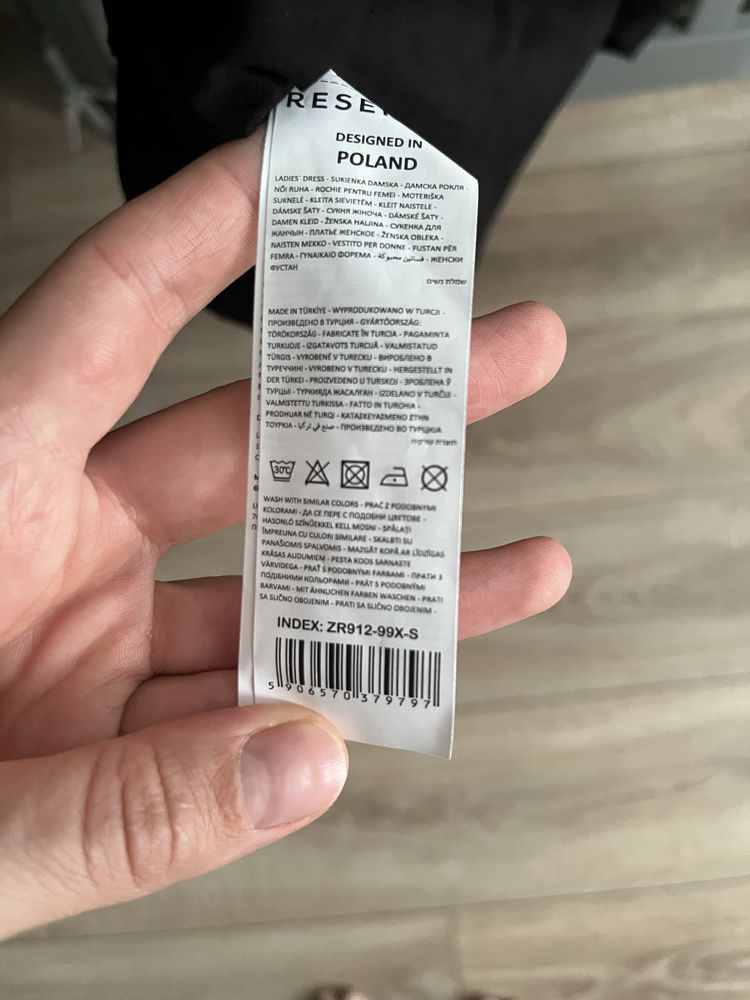 RESE
DESIGNED IN
POLAND
LADIES' DRESS - SUKIENKA DAMSKA - ДАМСКА РОКЛЯ -
NŐI RUHA - ROCHIE PENTRU FEMEI - MOTERIŠKA
SUKNELĖ - KLEITA SIEVIETĒM - KLEIT NAISTELE -
DÁMSKE ŠATY - СУКНЯ ЖІНОЧА - DÁMSKÉ ŠATY -
DAMEN KLEID - ŽENSKA HALJINA - СУКЕНКА ДЛЯ
ЖАНЧЫН - ПЛАТЬЕ ЖЕНСКОЕ - ŽENSKA OBLEKA -
NAISTEN MEKKO - VESTITO PER DONNE - FUSTAN PËR
FEMRA - ΓΥΝΑΙΚΑΙΟ ΦΟΡΕΜΑ - فساتين محبوكة - ЖЕНСКИ
ФУСТАН
שמלות נשים
MADE IN TÜRKİYE - WYPRODUKOWANO W TURCJI -
ПРОИЗВЕДЕНО В ТУРЦИЯ - GYÁRTÓORSZÁG:
TÖRÖKORSZÁG - FABRICATE ÎN TURCIA - PAGAMINTA
TURKIJOJE - IZGATAVOTS TURCIJĀ - VALMISTATUD
TÜRGIS - VYROBENÉ V TURECKU - ВИРОБЛЕНО В
ТУРЕЧЧИНІ - VYROBENO V TURECKU - HERGESTELLT IN
DER TÜRKEI - PROIZVEDENO U TURSKOJ - ЗРОБЛЕНА Ў
ТУРЦЫІ - ТУРКИЯДА ЖАСАЛҒАН - IZDELANO V TURČIJI -
VALMISTETTU TURKISSA - FATTO IN TURCHIA -
PRODHUAR NË TURQI - ΚΑΤΑΣΚΕΥΑΣΜΕΝΟ ΣΤΗΝ
ΤΟΥΡΚΙΑ - صنع في تركيا - ПРОИЗВЕДЕНО ВО ТУРЦИЈА
תוצרת טורקיה
30°C
WASH WITH SIMILAR COLORS - PRAĆ Z PODOBNYMI
KOLORAMI - ДА СЕ ПЕРЕ С ПОДОБНИ ЦВЕТОВЕ -
HASONLÓ SZÍNŰEKKEL KELL MOSNI - SPĂLAȚI
ÎMPREUNA CU CULORI SIMILARE - SKALBTI SU
PANAŠIOMIS SPALVOMIS - MAZGĀT KOPĀ AR LĪDZĪGAS
KRĀSAS AUDUMIEM - PESTA KOOS SARNASTE
VÄRVIDEGA - PRAŤ S PODOBNÝMI FARBAMI - ПРАТИ З
ПОДІБНИМИ КОЛЬОРАМИ - PRÁT S PODOBNÝMI
BARVAMI - MIT ÄHNLICHEN FARBEN WASCHEN - PRATI
SA SLIČNO OBOJENIM - PRATI SA SLIČNO OBOJENIM -
INDEX: ZR912-99X-S
5 906570 379797